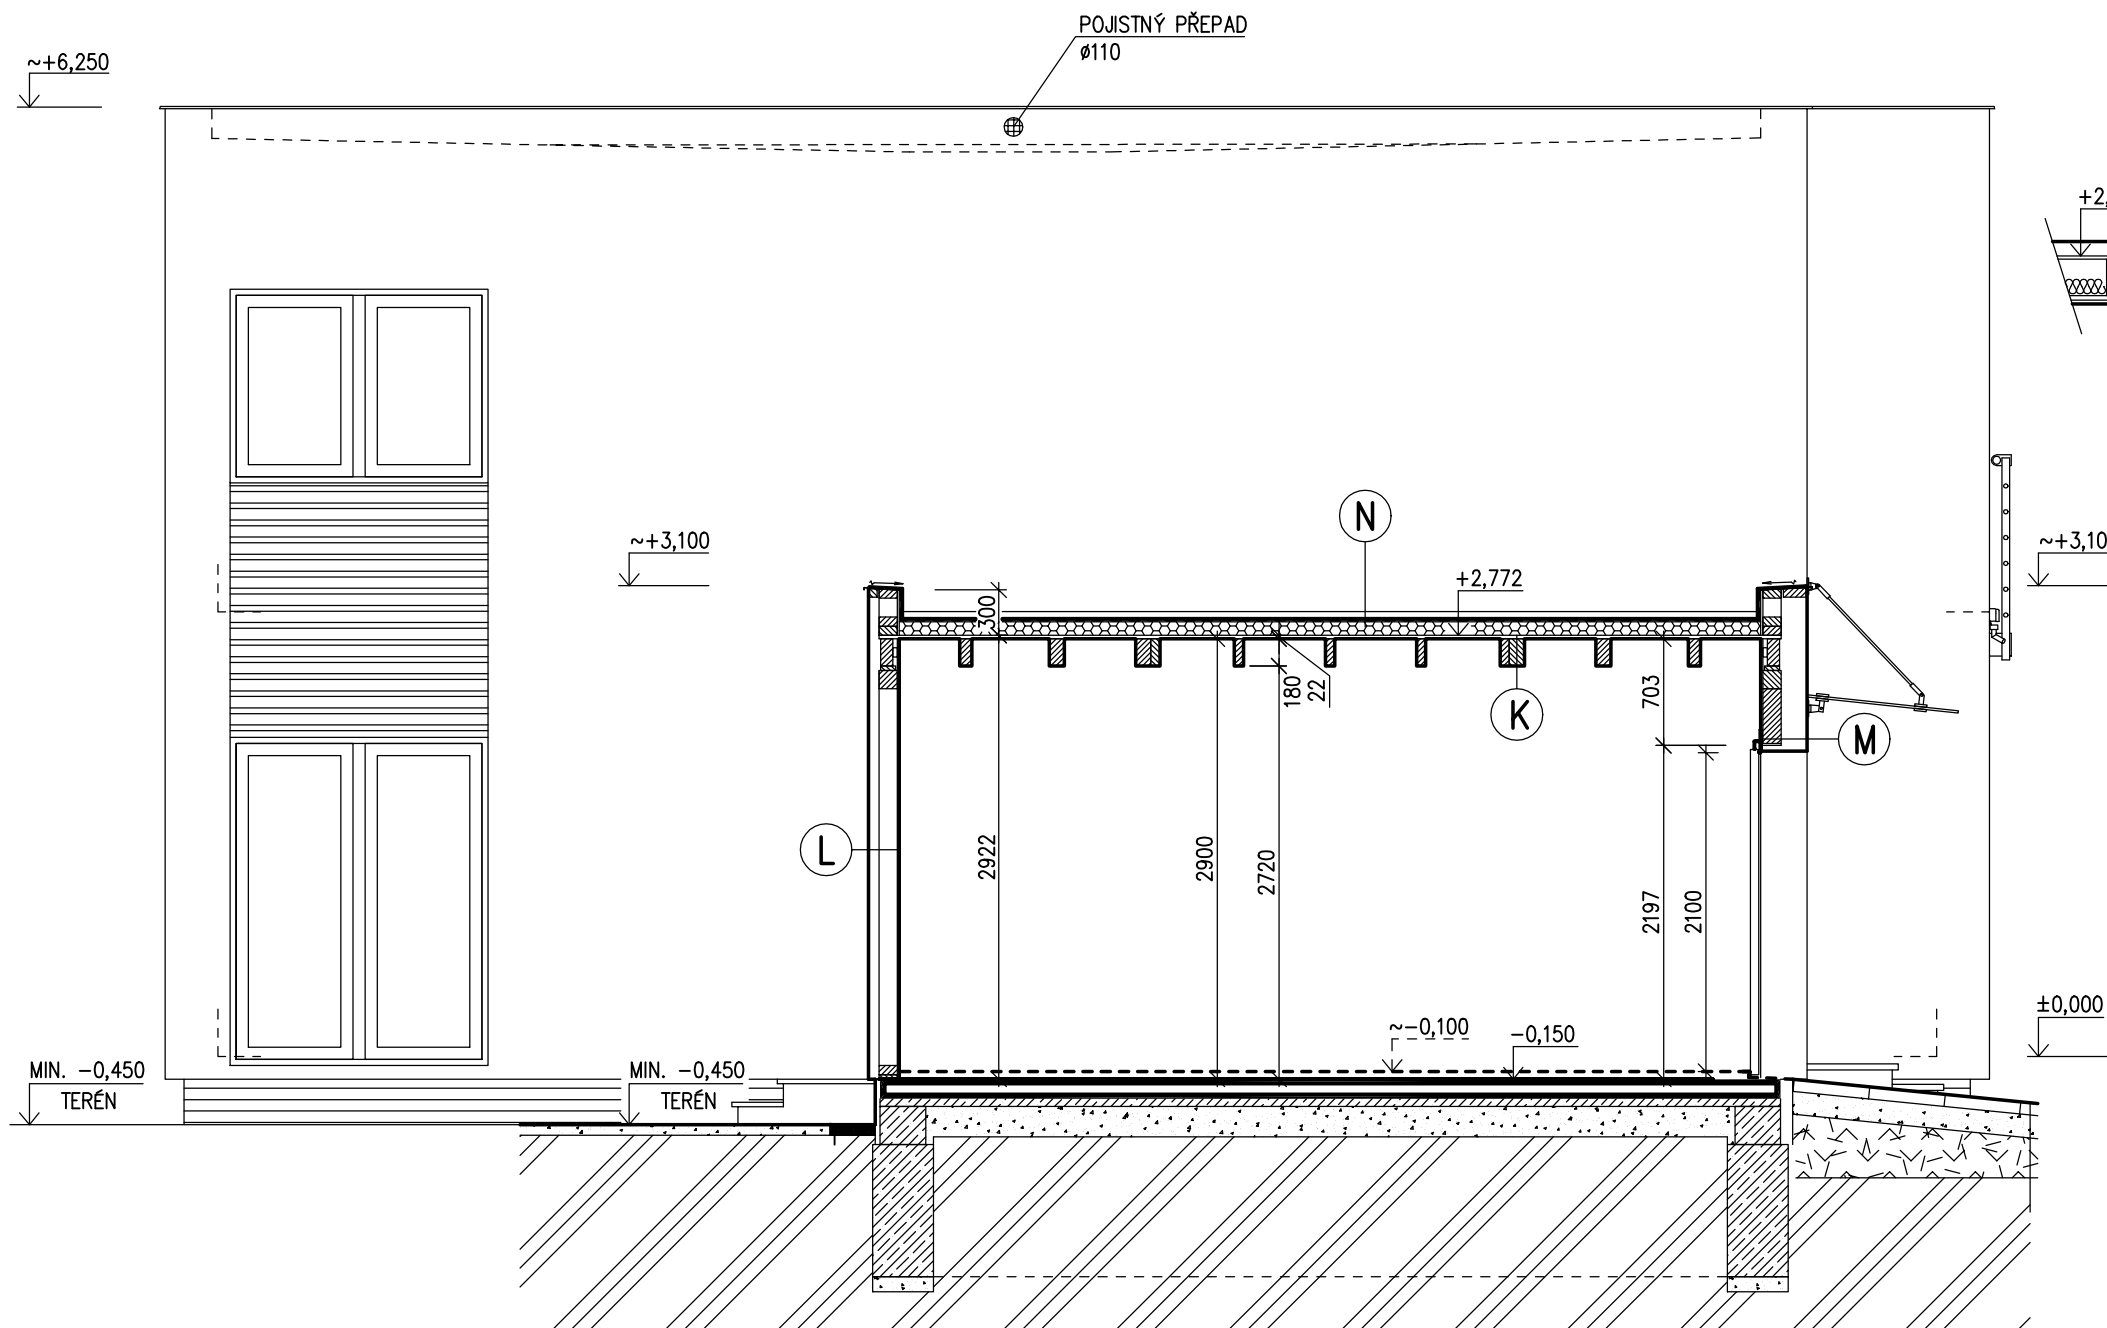 POJISTNÝ PŘEPAD
ø110
~+6,250
+2,
N
~+3,100
~+3,10
+2,772
300
180
22
703
K
M
L
2922
2900
2720
2197
2100
~-0,100
-0,150
±0,000
MIN. -0,450
TERÉN
MIN. -0,450
TERÉN